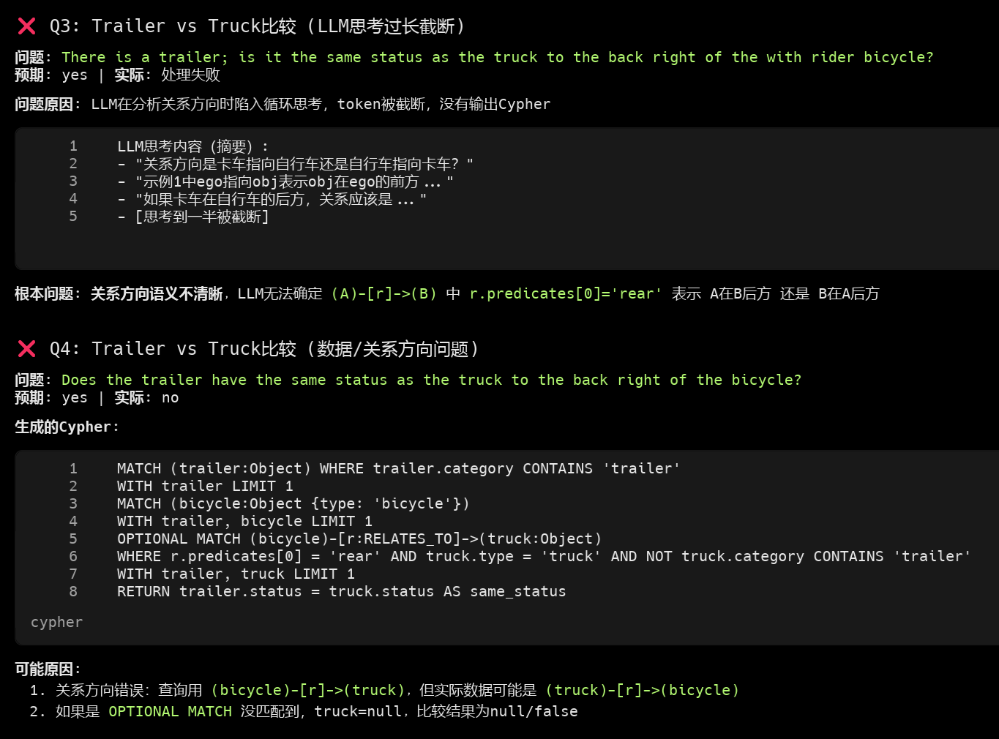 ❌ Q3: Trailer vs Truck比较 (LLM思考过长截断)
问题: There is a trailer; is it the same status as the truck to the back right of the with rider bicycle?
预期: yes | 实际: 处理失败
问题原因: LLM在分析关系方向时陷入循环思考, token被截断, 没有输出Cypher
1 LLM思考内容 (摘要) :
2 - "关系方向是卡车指向自行车还是自行车指向卡车? "
3 - "示例1中ego指向obj表示obj在ego的前方 ... "
4 - "如果卡车在自行车的后方, 关系应该是 ... "
5 - [思考到一半被截断]
根本问题: 关系方向语义不清晰, LLM无法确定 (A)-[r]->(B) 中 r.predicates[0]='rear' 表示 A在B后方 还是 B在A后方
❌ Q4: Trailer vs Truck比较 (数据/关系方向问题)
问题: Does the trailer have the same status as the truck to the back right of the bicycle?
预期: yes | 实际: no
生成的Cypher:
1 MATCH (trailer:Object) WHERE trailer.category CONTAINS 'trailer'
2 WITH trailer LIMIT 1
3 MATCH (bicycle:Object {type: 'bicycle'})
4 WITH trailer, bicycle LIMIT 1
5 OPTIONAL MATCH (bicycle)-[r:RELATES_TO]->(truck:Object)
6 WHERE r.predicates[0] = 'rear' AND truck.type = 'truck' AND NOT truck.category CONTAINS 'trailer'
7 WITH trailer, truck LIMIT 1
8 RETURN trailer.status = truck.status AS same_status
cypher
可能原因:
1. 关系方向错误: 查询用 (bicycle)-[r]->(truck), 但实际数据可能是 (truck)-[r]->(bicycle)
2. 如果是 OPTIONAL MATCH 没匹配到, truck=null, 比较结果为null/false